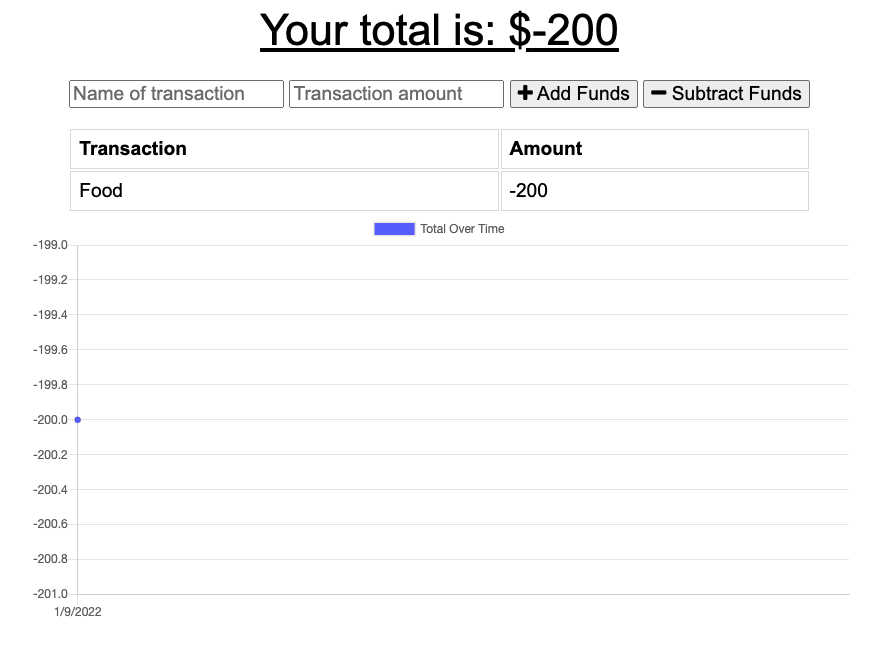 Your total is: $-200
Name of transaction Transaction amount Add Funds Subtract Funds
Transaction Amount
Food -200
Total Over Time
-199.0
-199.2
-199.4
-199.6
-199.8
-200.0
-200.2
-200.4
-200.6
-200.8
-201.0
1/9/2022